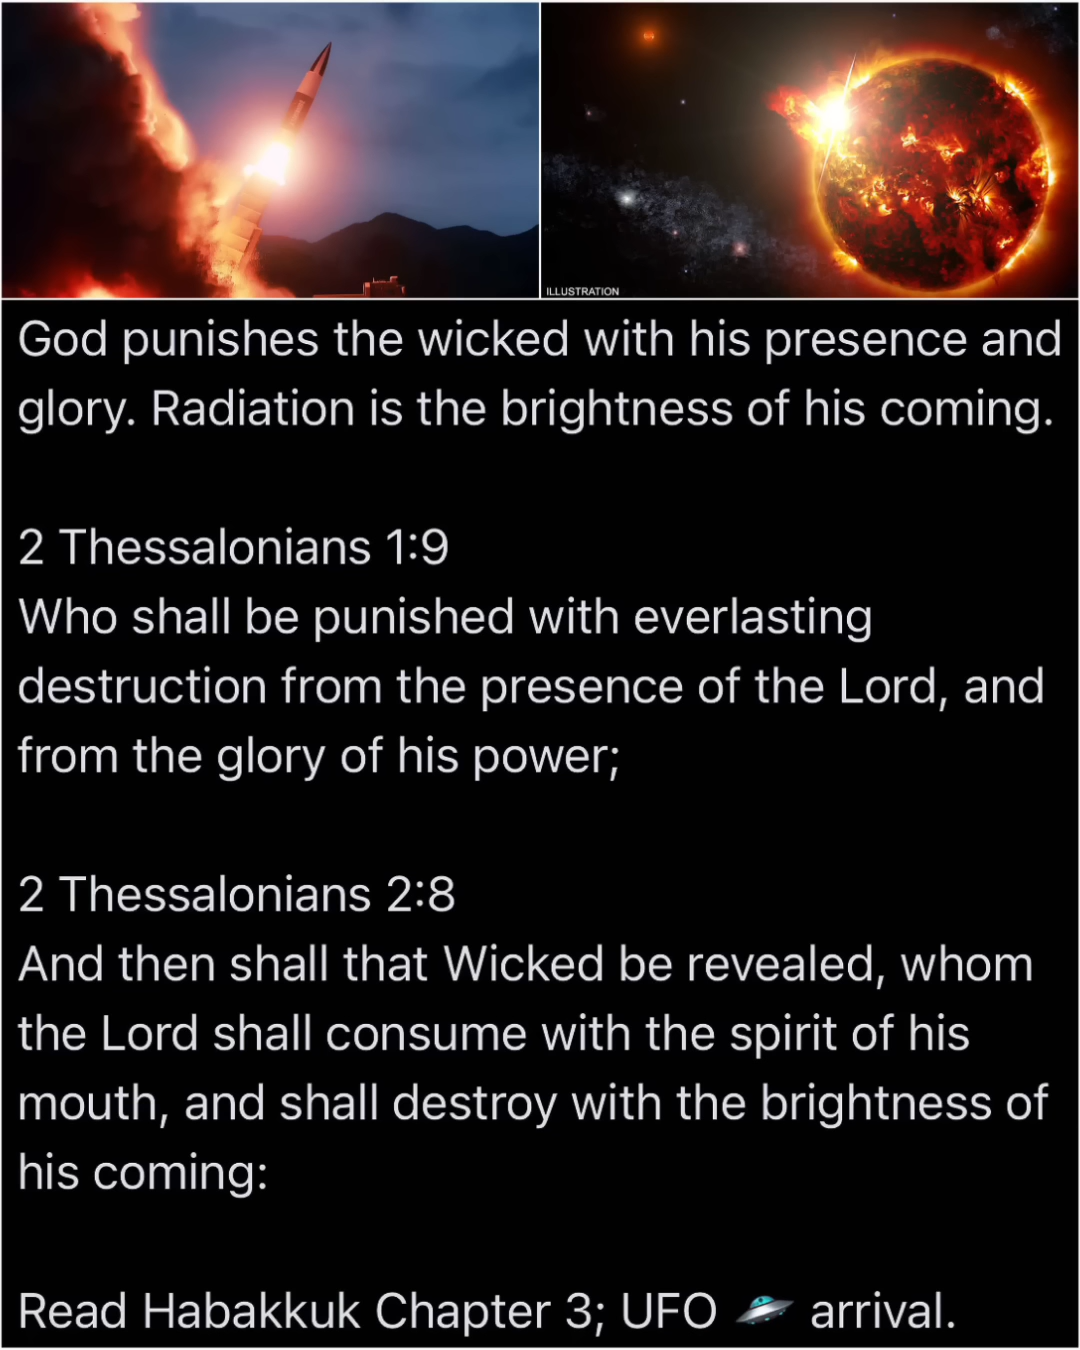 ILLUSTRATION
God punishes the wicked with his presence and
glory. Radiation is the brightness of his coming.
2 Thessalonians 1:9
Who shall be punished with everlasting
destruction from the presence of the Lord, and
from the glory of his power;
2 Thessalonians 2:8
And then shall that Wicked be revealed, whom
the Lord shall consume with the spirit of his
mouth, and shall destroy with the brightness of
his coming:
Read Habakkuk Chapter 3; UFO 🛸 arrival.